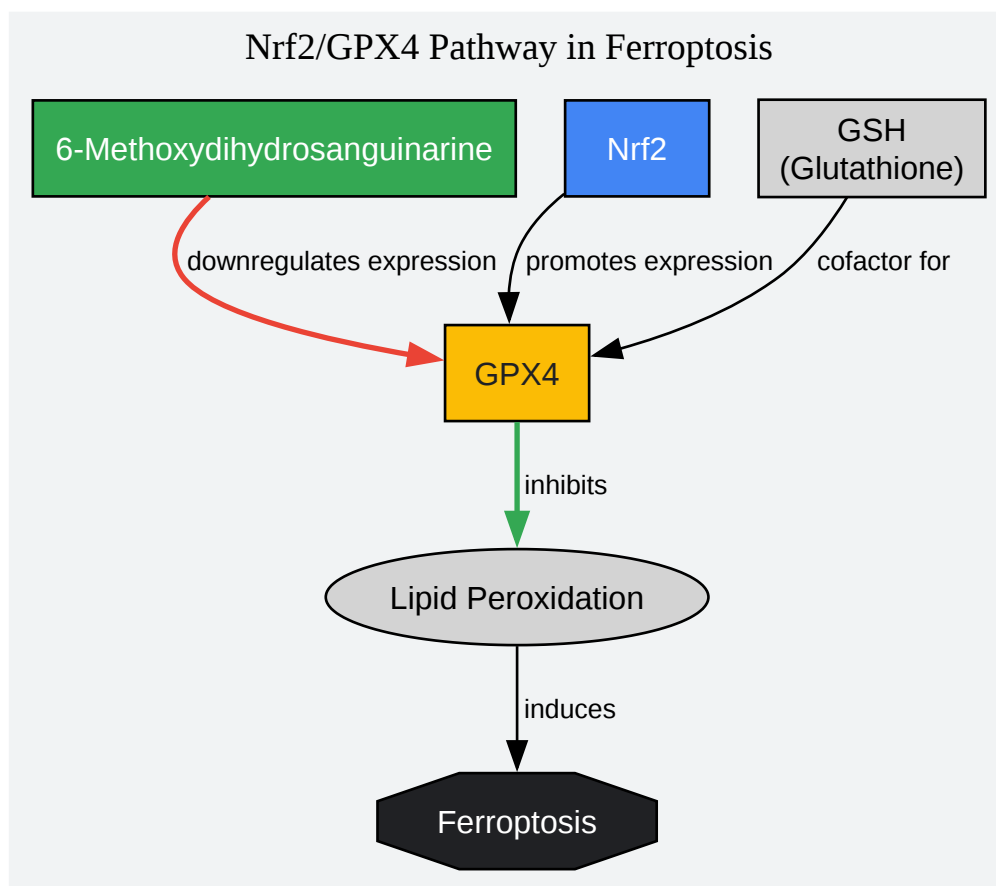 Nrf2/GPX4 Pathway in Ferroptosis
6-Methoxydihydrosanguinarine
Nrf2
GSH
(Glutathione)
downregulates expression
promotes expression
cofactor for
GPX4
inhibits
Lipid Peroxidation
induces
Ferroptosis